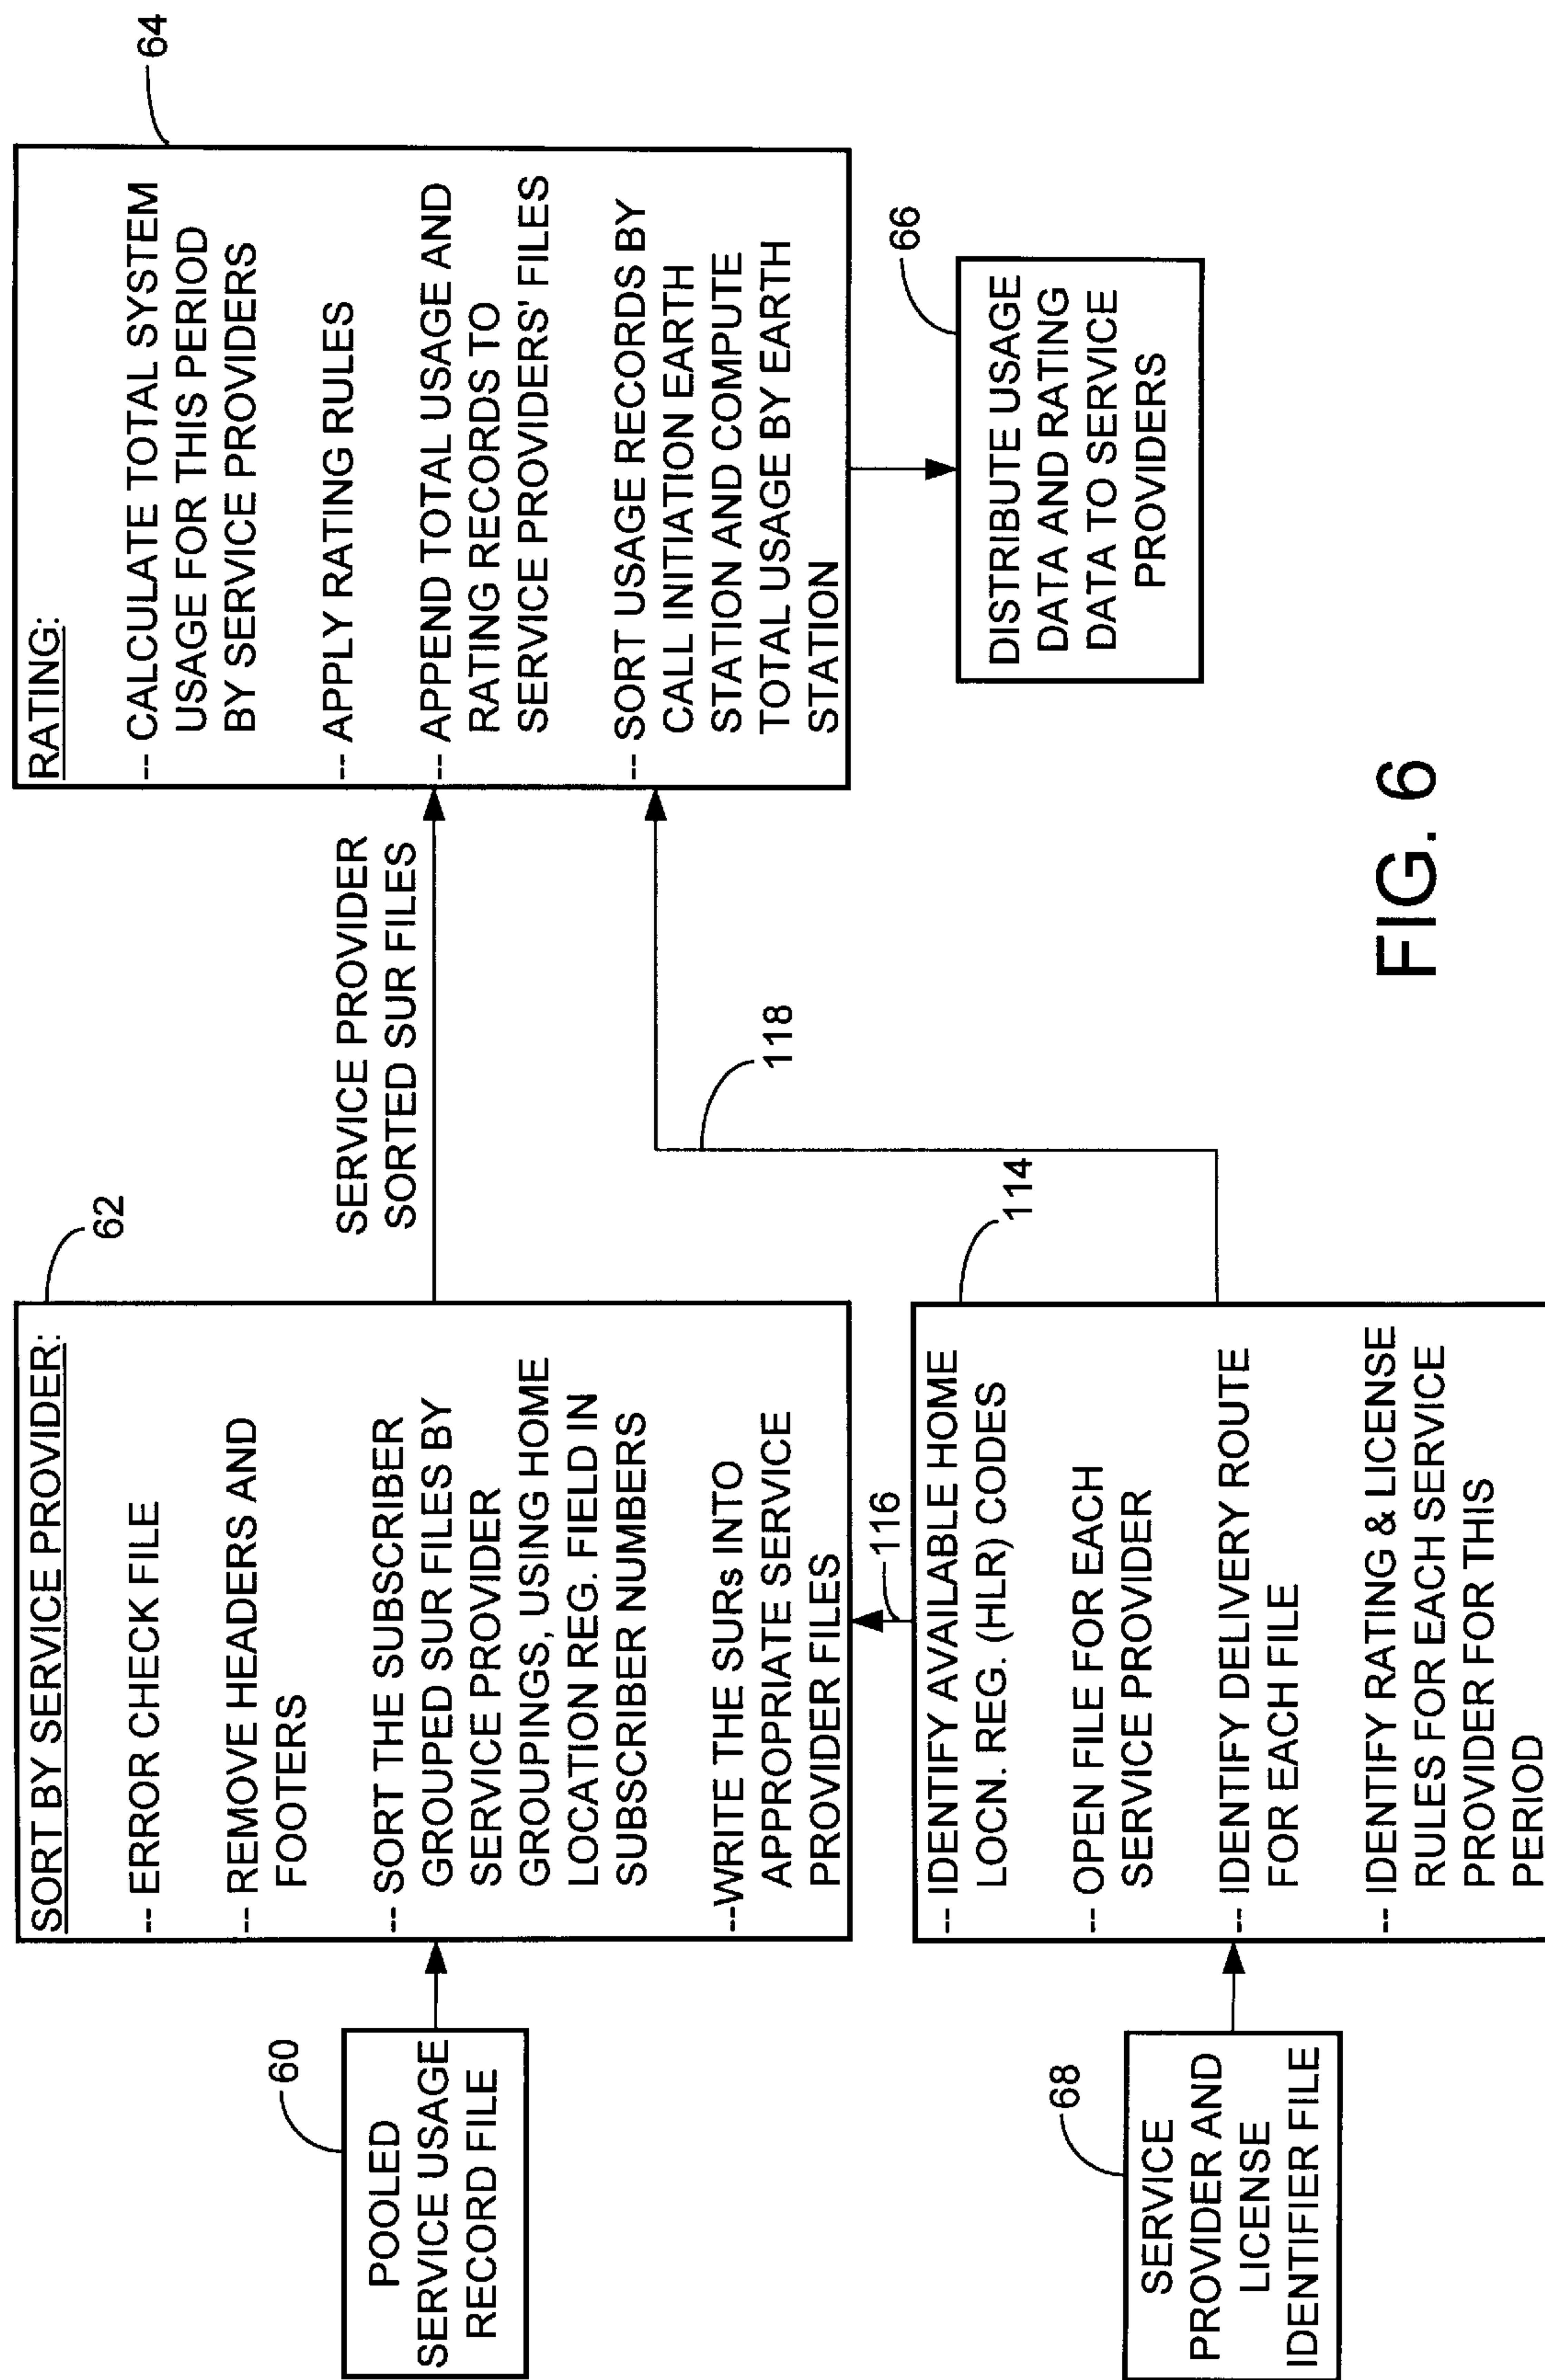 60
POOLED
SERVICE USAGE
RECORD FILE
62
SORT BY SERVICE PROVIDER:
-- ERROR CHECK FILE
-- REMOVE HEADERS AND
FOOTERS
-- SORT THE SUBSCRIBER
GROUPED SUR FILES BY
SERVICE PROVIDER
GROUPINGS, USING HOME
LOCATION REG. FIELD IN
SUBSCRIBER NUMBERS
--WRITE THE SURs INTO
APPROPRIATE SERVICE
PROVIDER FILES
SERVICE PROVIDER
SORTED SUR FILES
64
RATING:
-- CALCULATE TOTAL SYSTEM
USAGE FOR THIS PERIOD
BY SERVICE PROVIDERS
-- APPLY RATING RULES
-- APPEND TOTAL USAGE AND
RATING RECORDS TO
SERVICE PROVIDERS' FILES
-- SORT USAGE RECORDS BY
CALL INITIATION EARTH
STATION AND COMPUTE
TOTAL USAGE BY EARTH
STATION
68
SERVICE
PROVIDER AND
LICENSE
IDENTIFIER FILE
116
114
-- IDENTIFY AVAILABLE HOME
LOCN. REG. (HLR) CODES
-- OPEN FILE FOR EACH
SERVICE PROVIDER
-- IDENTIFY DELIVERY ROUTE
FOR EACH FILE
-- IDENTIFY RATING & LICENSE
RULES FOR EACH SERVICE
PROVIDER FOR THIS
PERIOD
118
66
DISTRIBUTE USAGE
DATA AND RATING
DATA TO SERVICE
PROVIDERS
FIG. 6